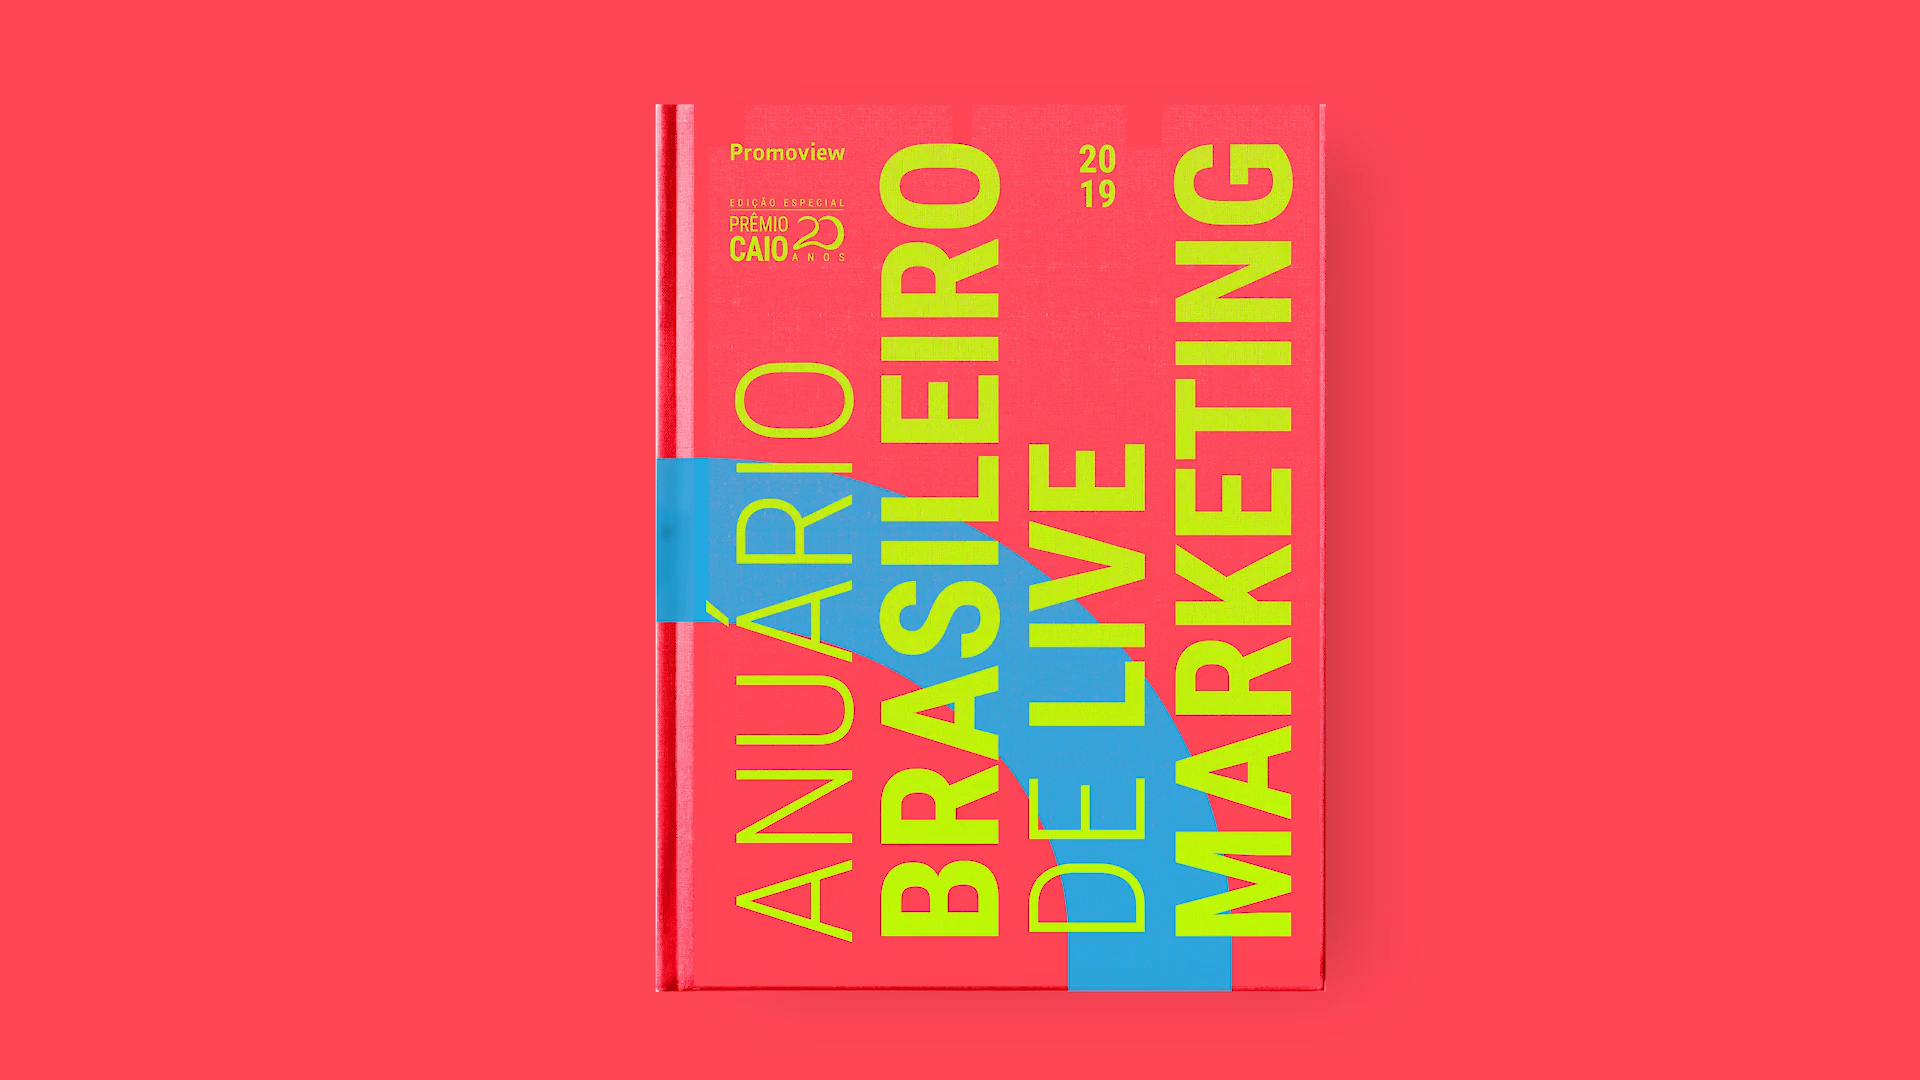 Promoview
EDIÇÃO ESPECIAL
PRÊMIO
CAIO 20
ANOS
20
19
ANUÁRIO
BRASILEIRO
DE LIVE
MARKETING